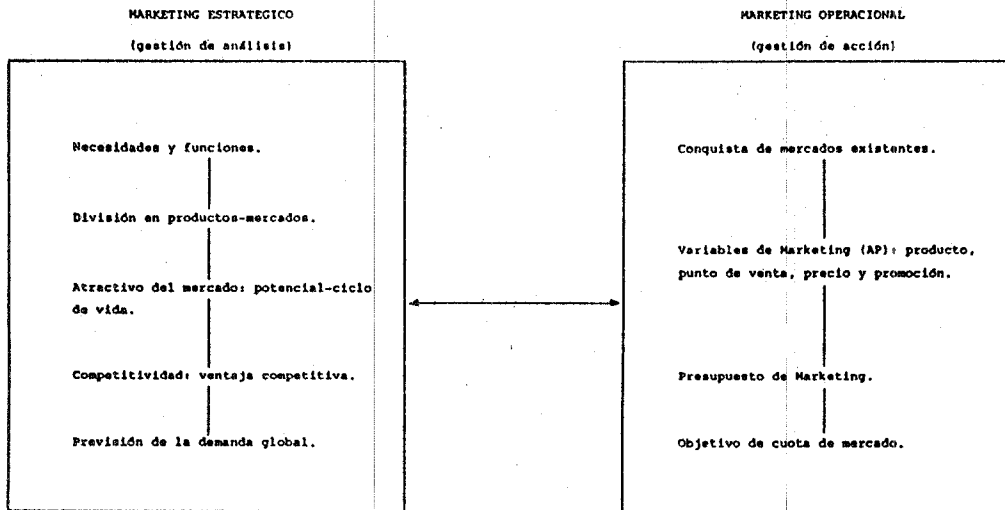 MARKETING ESTRATEGICO
(gestión de análisis)
Necesidades y funciones.
División en productos-mercados.
Atractivo del mercado: potencial-ciclo
de vida.
Competitividad: ventaja competitiva.
Previsión de la demanda global.
MARKETING OPERACIONAL
(gestión de acción)
Conquista de mercados existentes.
Variables de Marketing (AP): producto,
punto de venta, precio y promoción.
Presupuesto de Marketing.
Objetivo de cuota de mercado.